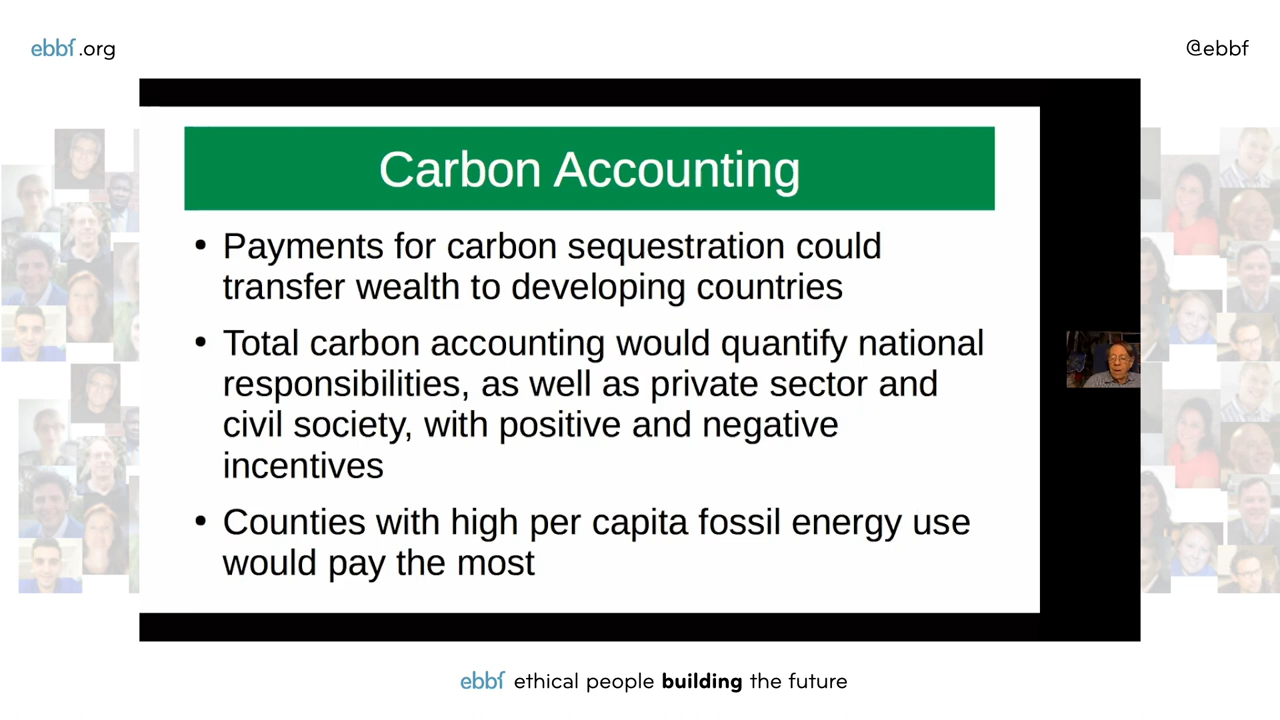 ebbf.org
@ebbf
Carbon Accounting
• Payments for carbon sequestration could
transfer wealth to developing countries
• Total carbon accounting would quantify national
responsibilities, as well as private sector and
civil society, with positive and negative
incentives
• Counties with high per capita fossil energy use
would pay the most
ebbf ethical people building the future